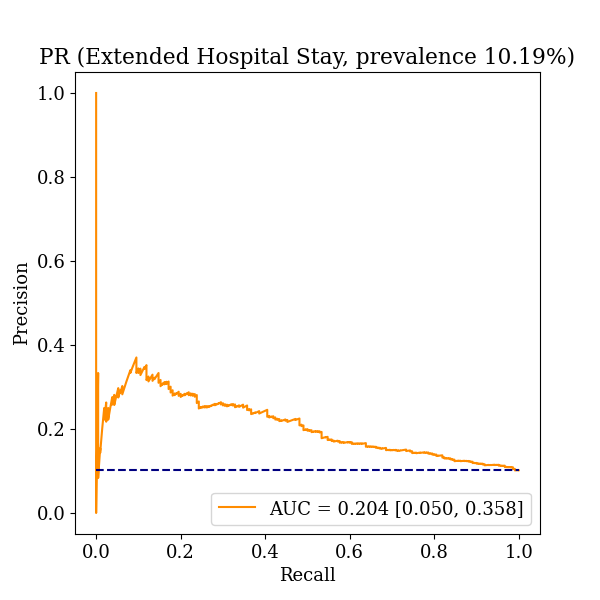 PR (Extended Hospital Stay, prevalence 10.19%)
Precision
1.0
0.8
0.6
0.4
0.2
0.0
AUC = 0.204 [0.050, 0.358]
0.0 0.2 0.4 0.6 0.8 1.0
Recall